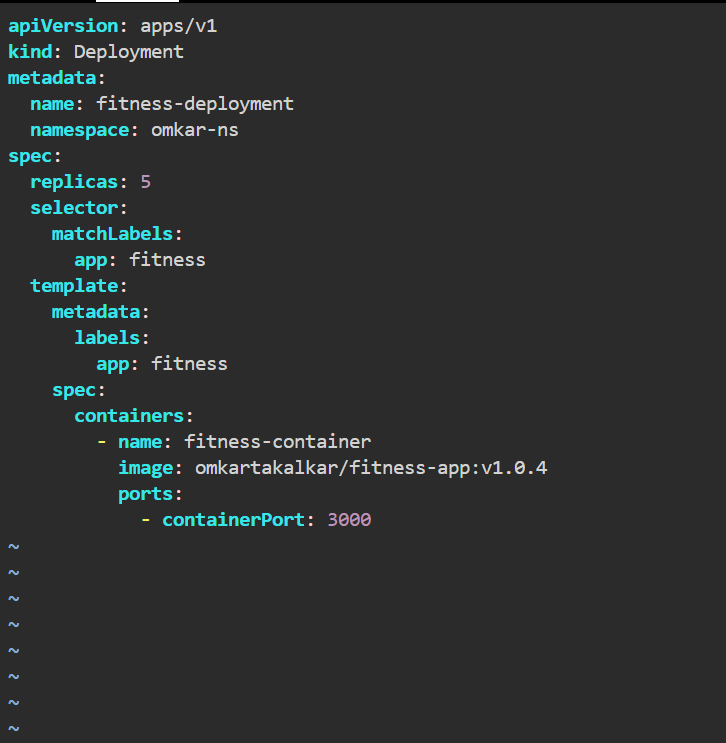 apiVersion: apps/v1
kind: Deployment
metadata:
  name: fitness-deployment
  namespace: omkar-ns
spec:
  replicas: 5
  selector:
    matchLabels:
      app: fitness
  template:
    metadata:
      labels:
        app: fitness
    spec:
      containers:
        - name: fitness-container
          image: omkartakalkar/fitness-app:v1.0.4
          ports:
            - containerPort: 3000
~
~
~
~
~
~
~
~